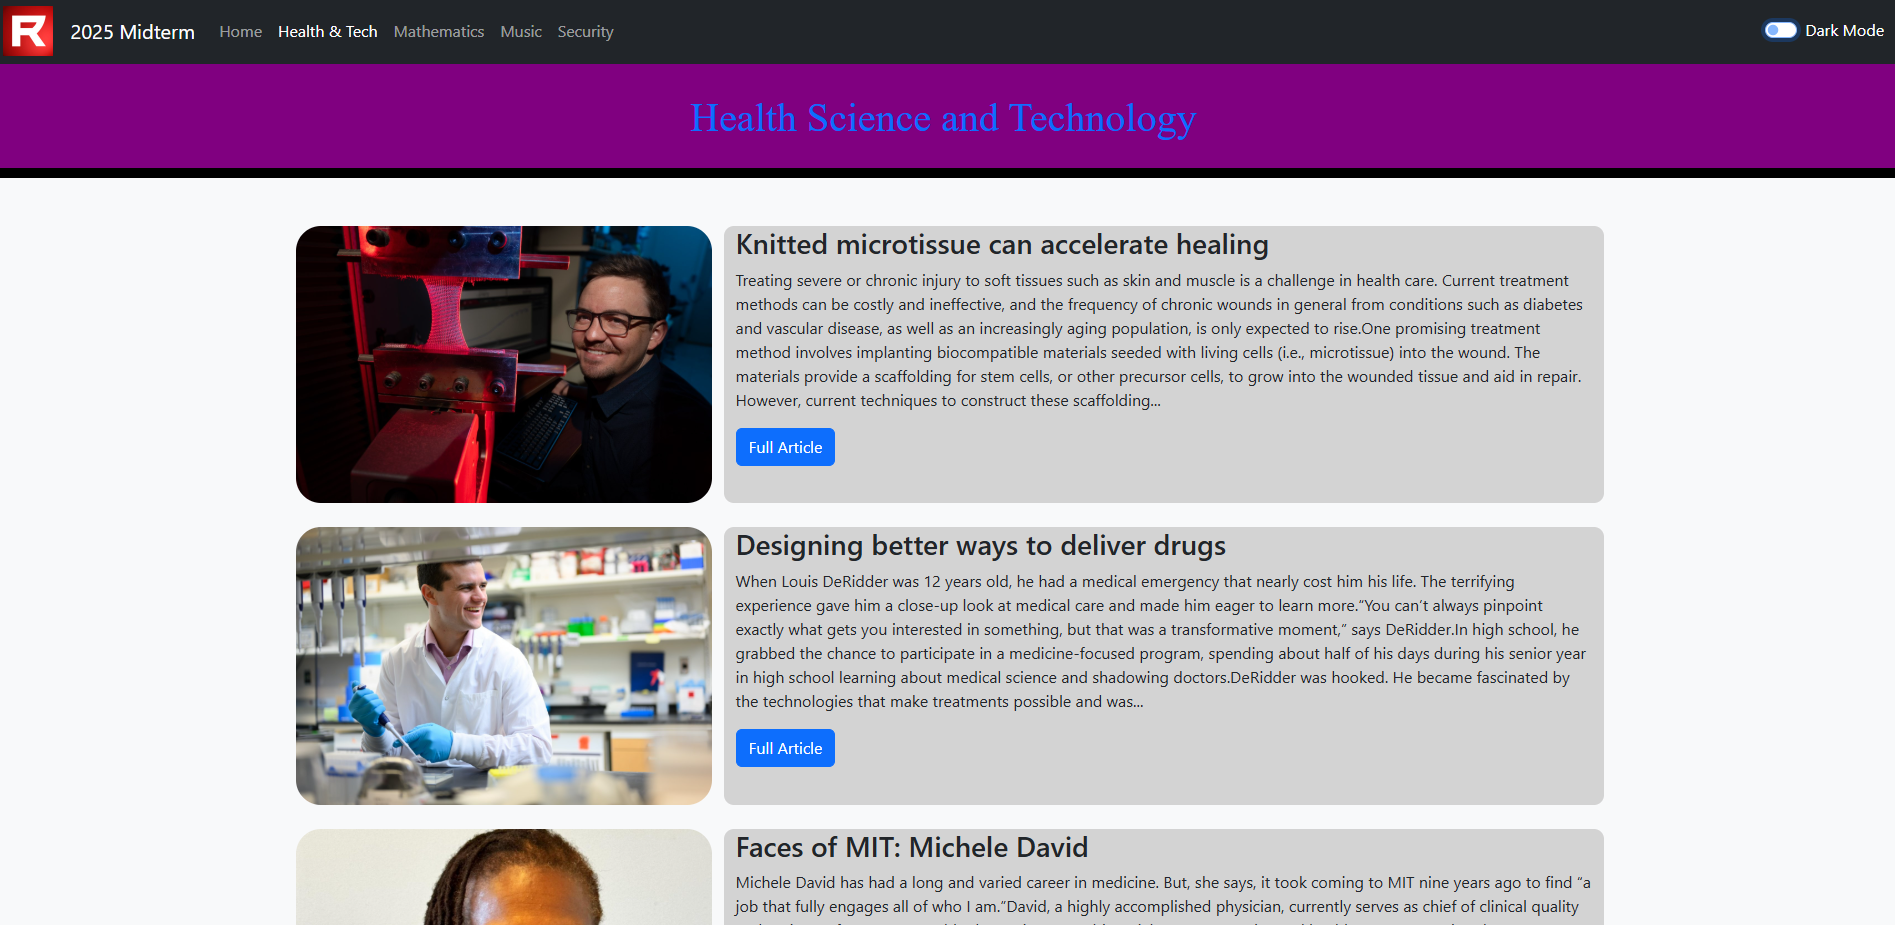 R
2025 Midterm Home Health & Tech Mathematics Music Security Dark Mode
Health Science and Technology
Knitted microtissue can accelerate healing
Treating severe or chronic injury to soft tissues such as skin and muscle is a challenge in health care. Current treatment
methods can be costly and ineffective, and the frequency of chronic wounds in general from conditions such as diabetes
and vascular disease, as well as an increasingly aging population, is only expected to rise.One promising treatment
method involves implanting biocompatible materials seeded with living cells (i.e., microtissue) into the wound. The
materials provide a scaffolding for stem cells, or other precursor cells, to grow into the wounded tissue and aid in repair.
However, current techniques to construct these scaffolding...
Full Article
Designing better ways to deliver drugs
When Louis DeRidder was 12 years old, he had a medical emergency that nearly cost him his life. The terrifying
experience gave him a close-up look at medical care and made him eager to learn more.“You can’t always pinpoint
exactly what gets you interested in something, but that was a transformative moment,” says DeRidder.In high school, he
grabbed the chance to participate in a medicine-focused program, spending about half of his days during his senior year
in high school learning about medical science and shadowing doctors.DeRidder was hooked. He became fascinated by
the technologies that make treatments possible and was...
Full Article
Faces of MIT: Michele David
Michele David has had a long and varied career in medicine. But, she says, it took coming to MIT nine years ago to find “a
job that fully engages all of who I am.”David, a highly accomplished physician, currently serves as chief of clinical quality